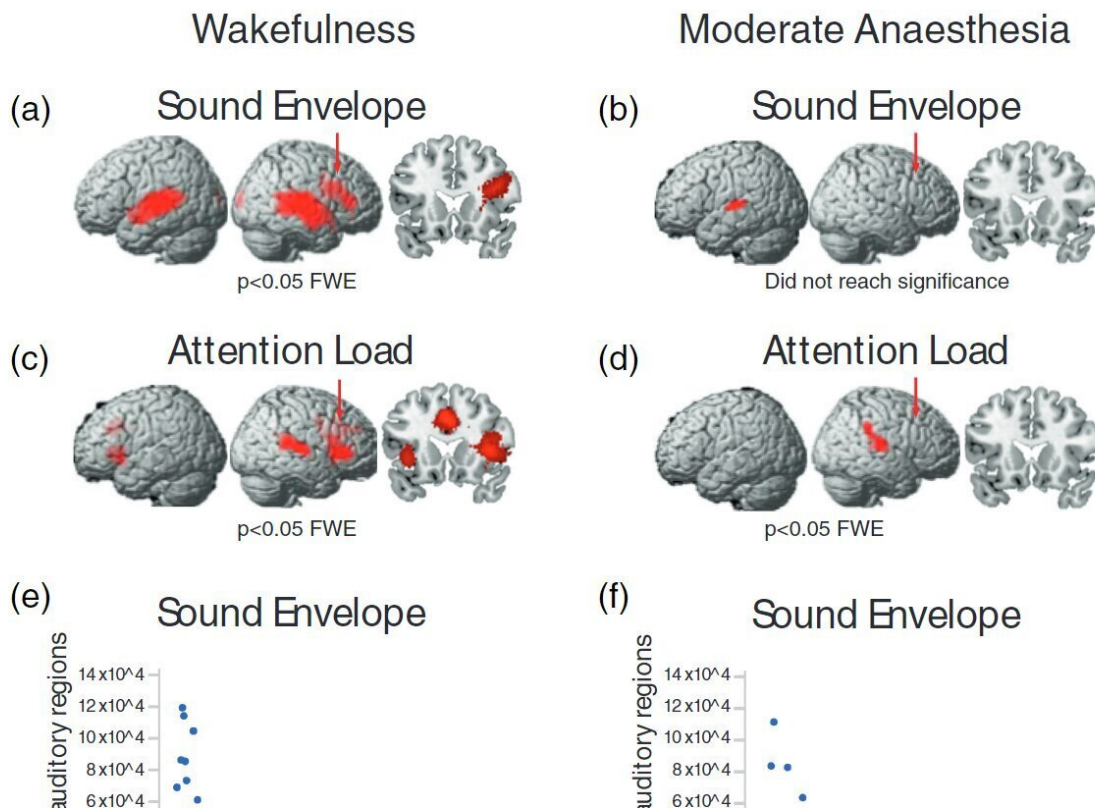 Wakefulness
Moderate Anaesthesia
(a)
Sound Envelope
(b)
Sound Envelope
p<0.05 FWE
Did not reach significance
(c)
Attention Load
(d)
Attention Load
p<0.05 FWE
p<0.05 FWE
(e)
Sound Envelope
(f)
Sound Envelope
auditory regions
14x10^4
12x10^4
10x10^4
8x10^4
6x10^4
auditory regions
14x10^4
12x10^4
10x10^4
8x10^4
6x10^4